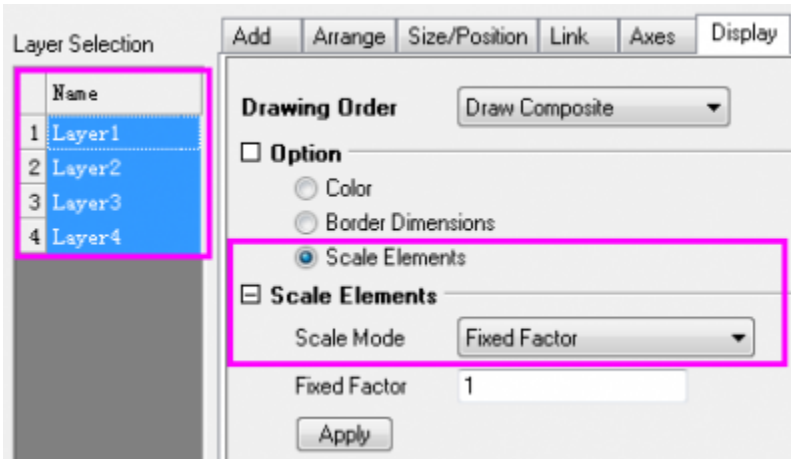 Layer Selection
Add Arrange Size/Position Link Axes Display
Name
1 Layer1
2 Layer2
3 Layer3
4 Layer4
Drawing Order Draw Composite
Option
Color
Border Dimensions
Scale Elements
Scale Elements
Scale Mode Fixed Factor
Fixed Factor 1
Apply